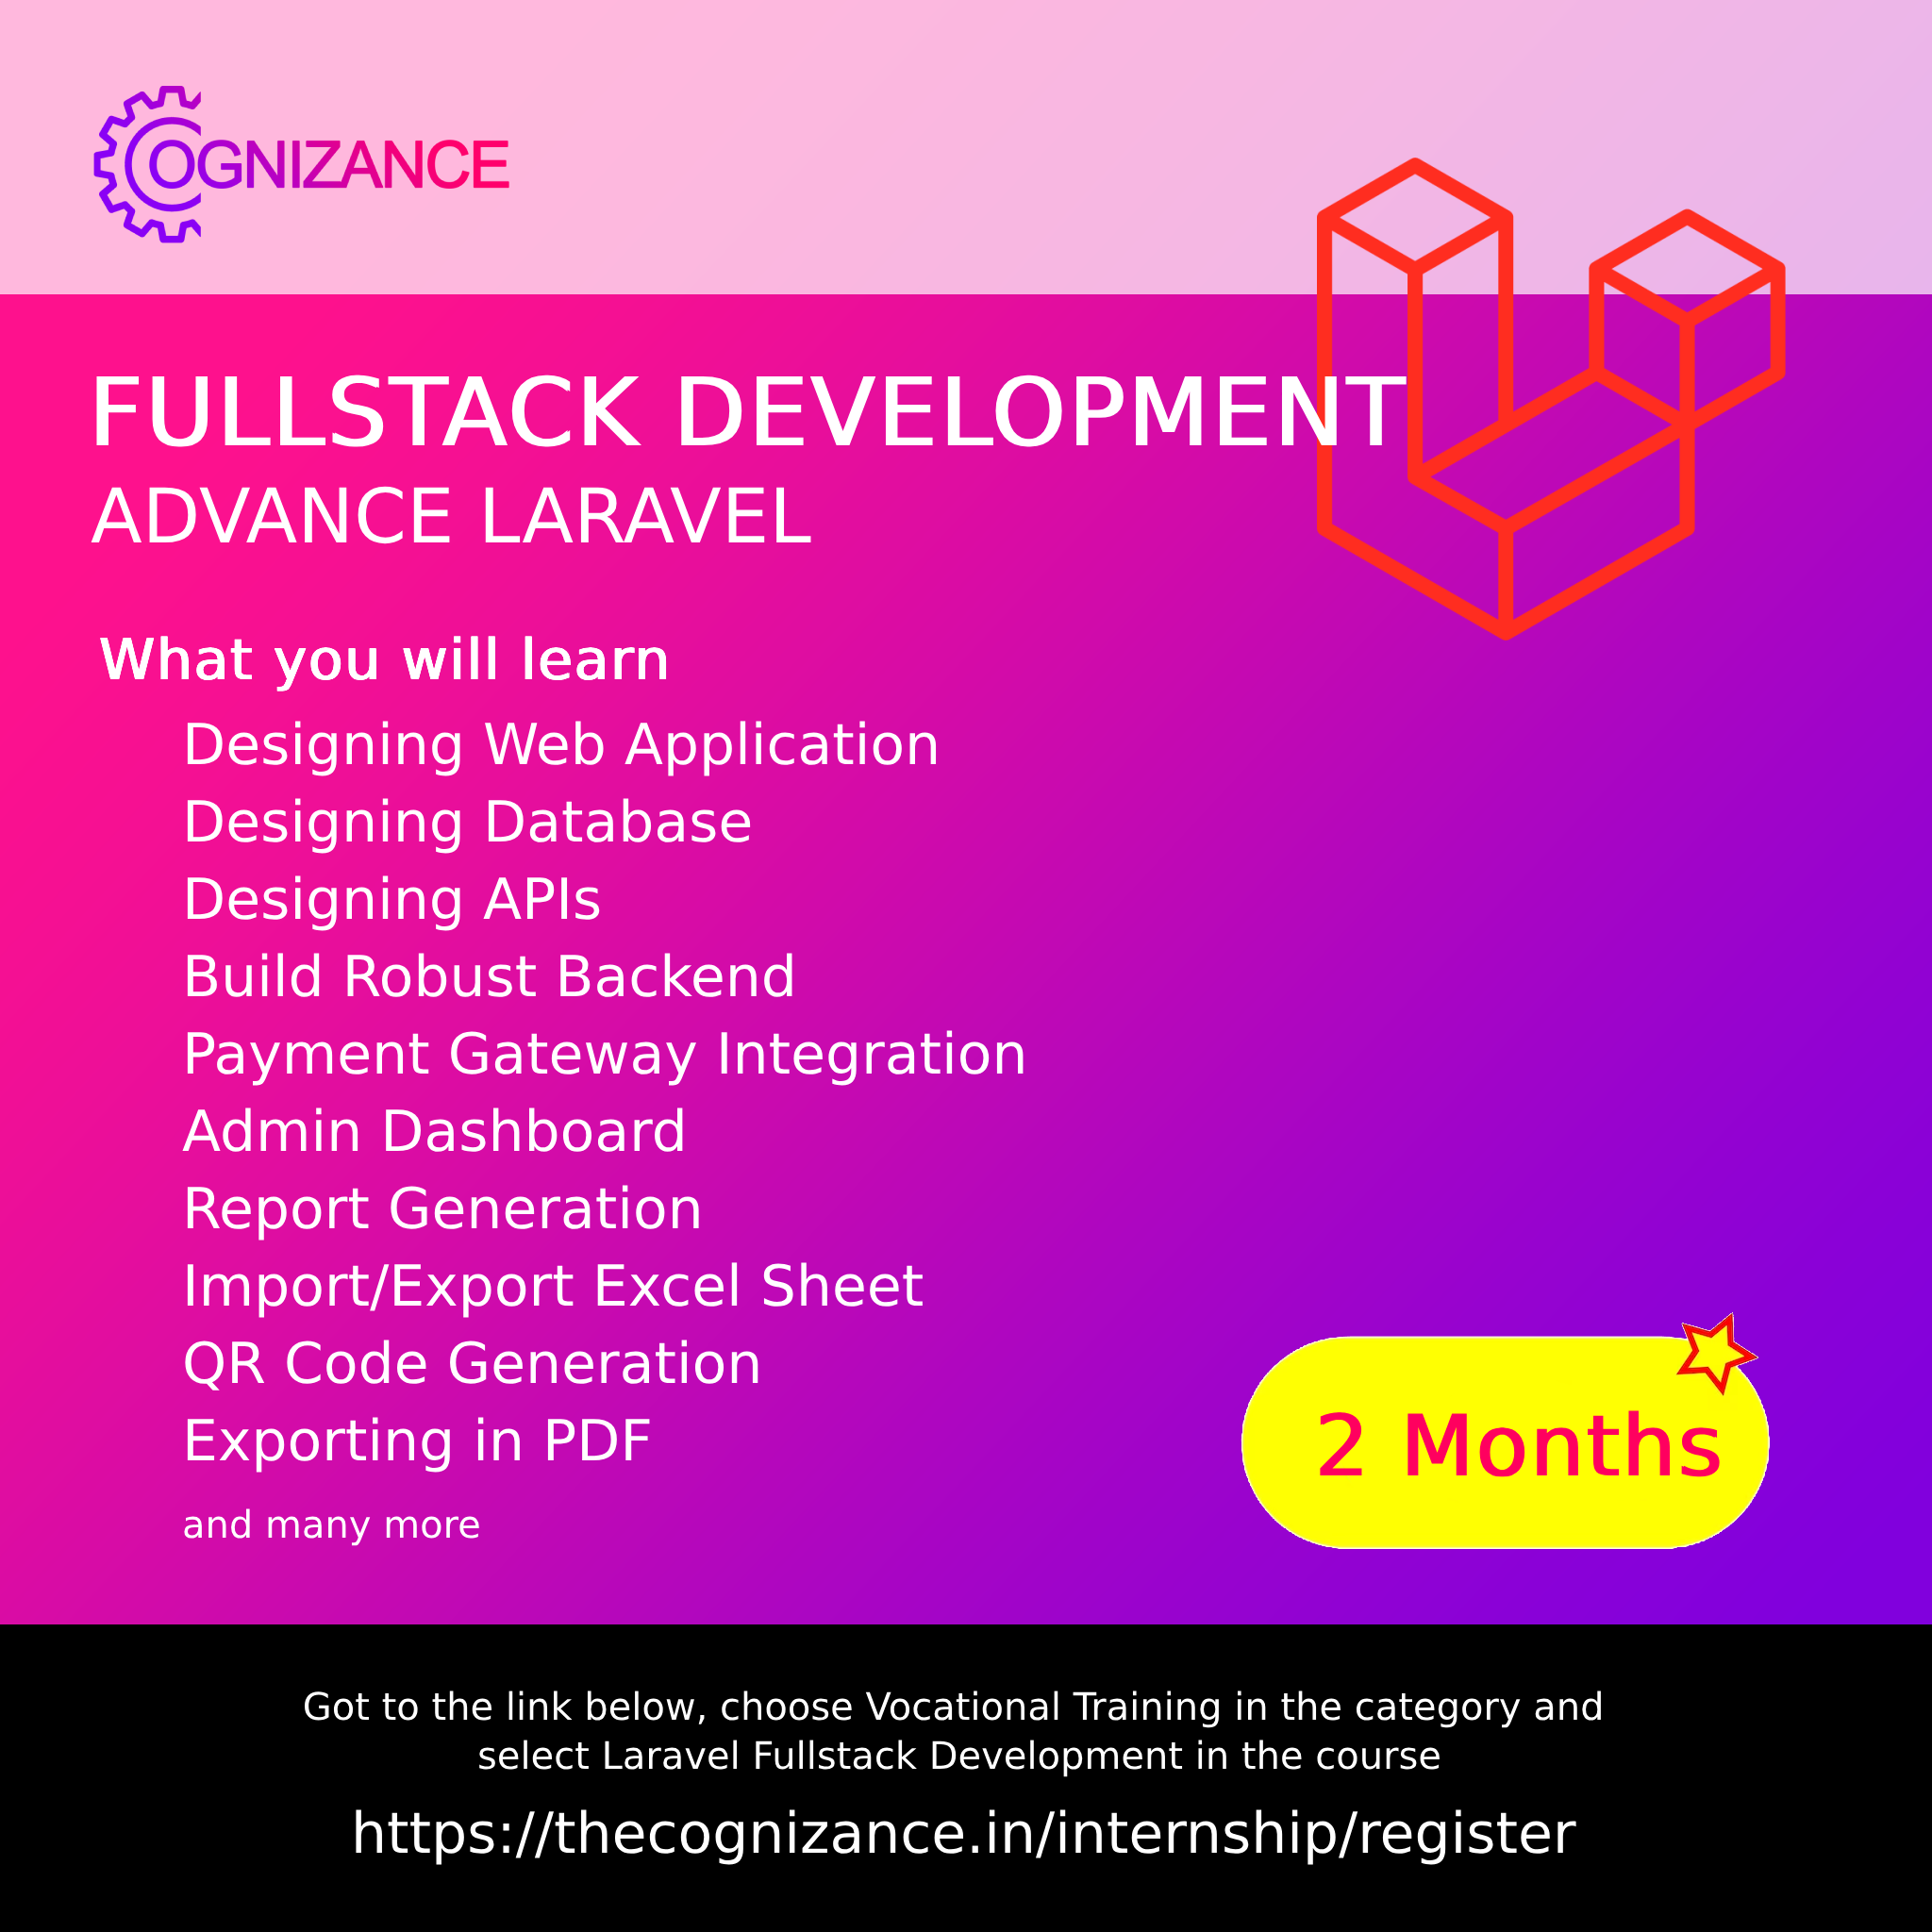 COGNIZANCE
FULLSTACK DEVELOPMENT
ADVANCE LARAVEL
What you will learn
Designing Web Application
Designing Database
Designing APIs
Build Robust Backend
Payment Gateway Integration
Admin Dashboard
Report Generation
Import/Export Excel Sheet
QR Code Generation
Exporting in PDF
and many more
2 Months
Got to the link below, choose Vocational Training in the category and
select Laravel Fullstack Development in the course
https://thecognizance.in/internship/register